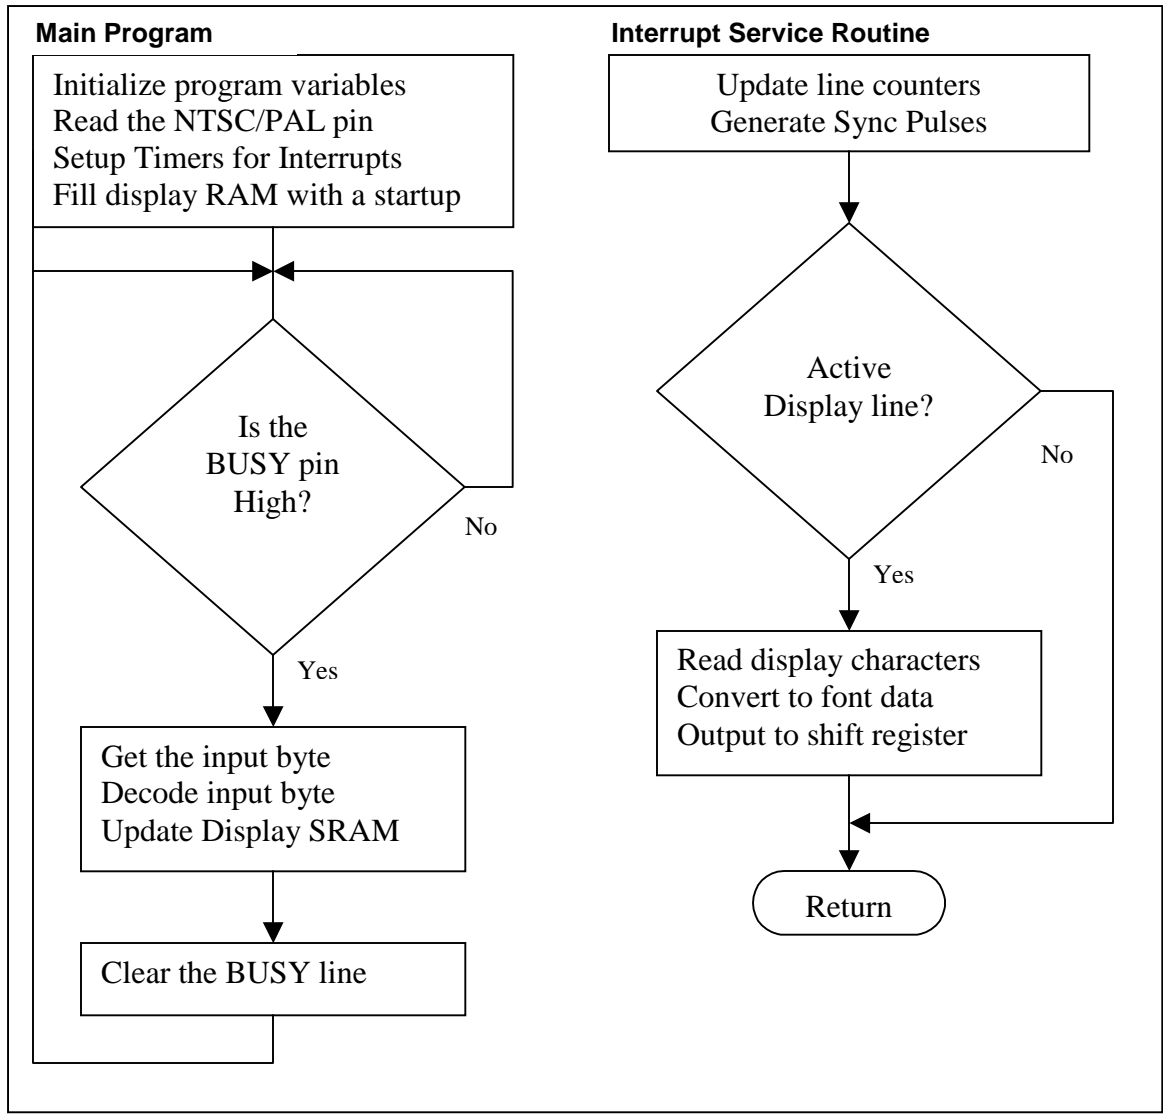 Main Program
Initialize program variables
Read the NTSC/PAL pin
Setup Timers for Interrupts
Fill display RAM with a startup
Is the
BUSY pin
High?
No
Yes
Get the input byte
Decode input byte
Update Display SRAM
Clear the BUSY line
Interrupt Service Routine
Update line counters
Generate Sync Pulses
Active
Display line?
No
Yes
Read display characters
Convert to font data
Output to shift register
Return